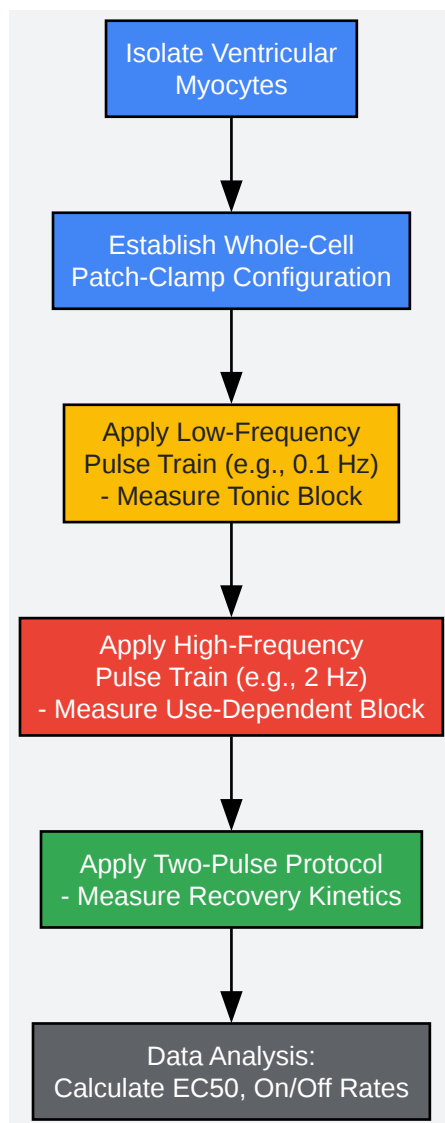 Isolate Ventricular
Myocytes
Establish Whole-Cell
Patch-Clamp Configuration
Apply Low-Frequency
Pulse Train (e.g., 0.1 Hz)
- Measure Tonic Block
Apply High-Frequency
Pulse Train (e.g., 2 Hz)
- Measure Use-Dependent Block
Apply Two-Pulse Protocol
- Measure Recovery Kinetics
Data Analysis:
Calculate EC50, On/Off Rates